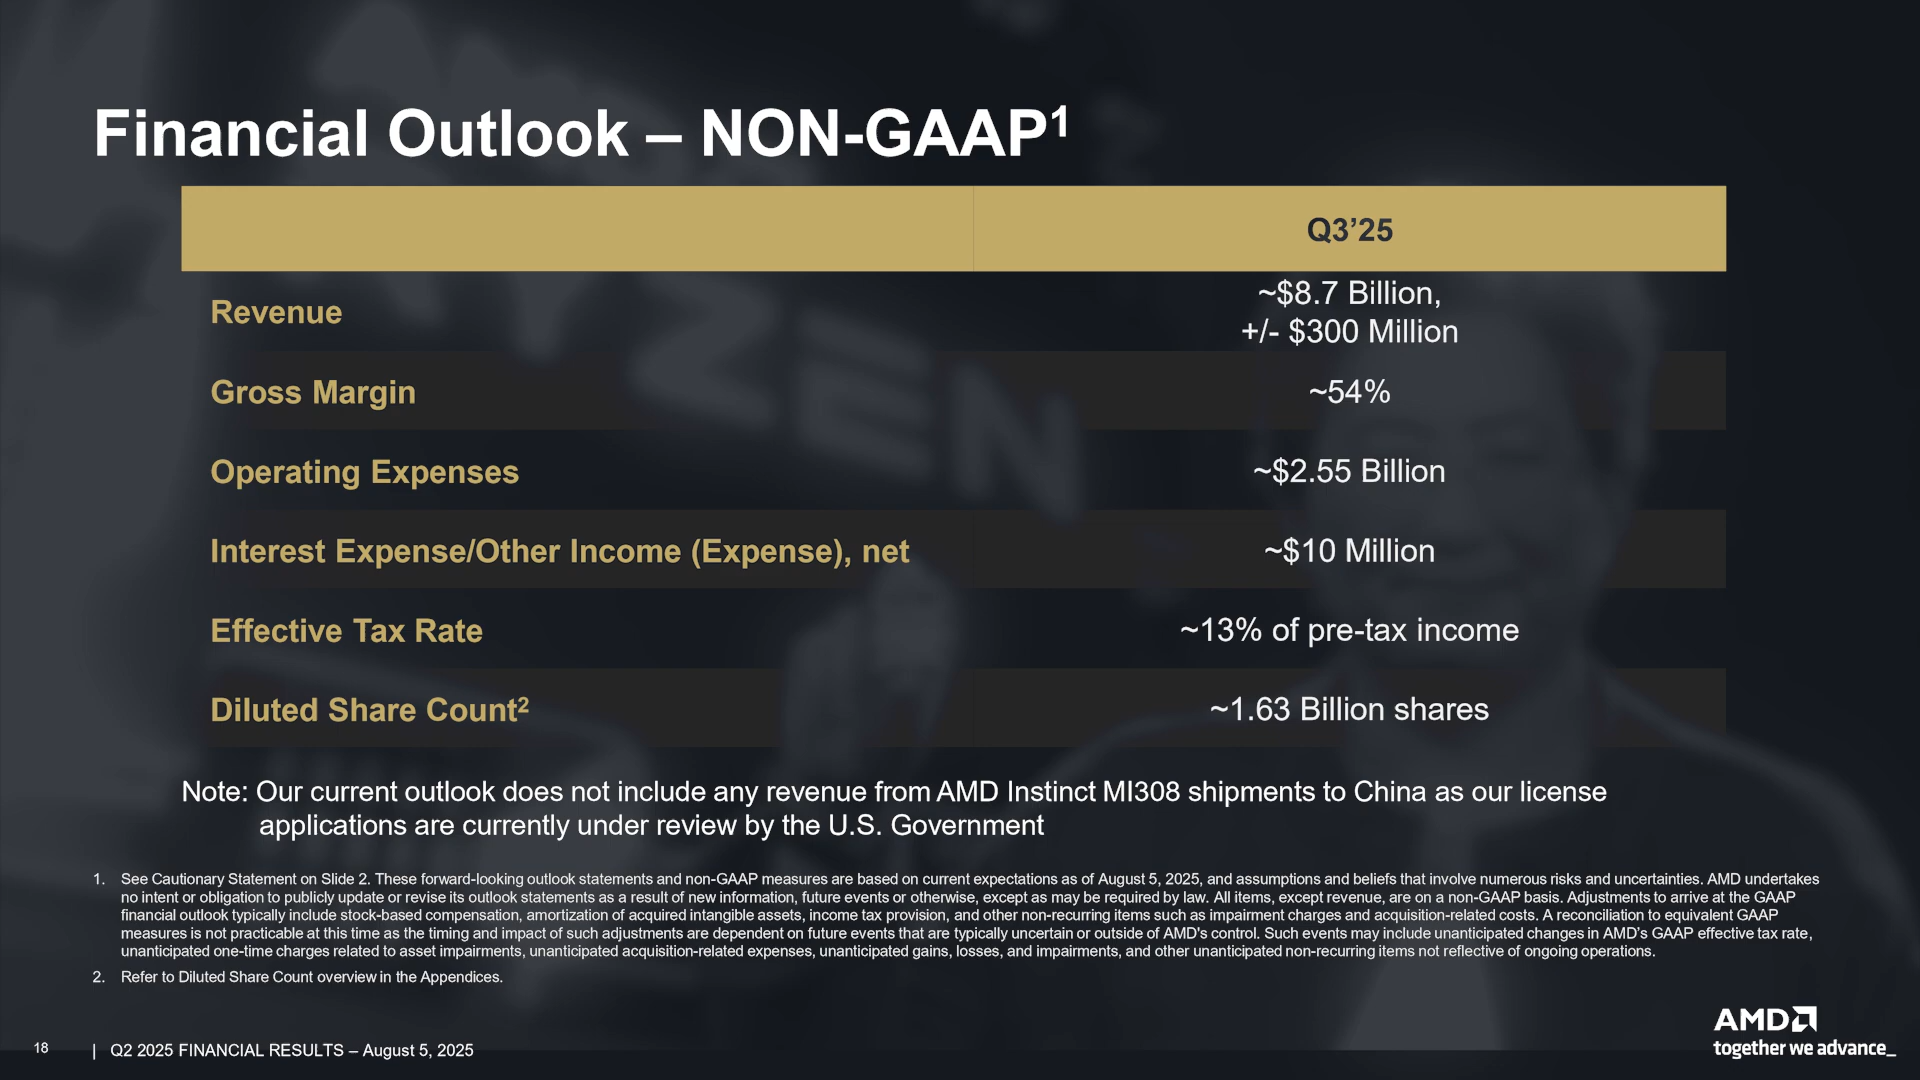 Financial Outlook – NON-GAAP¹
Q3’25
Revenue
~$8.7 Billion,
+/- $300 Million
Gross Margin
~54%
Operating Expenses
~$2.55 Billion
Interest Expense/Other Income (Expense), net
~$10 Million
Effective Tax Rate
~13% of pre-tax income
Diluted Share Count²
~1.63 Billion shares
Note: Our current outlook does not include any revenue from AMD Instinct MI308 shipments to China as our license
applications are currently under review by the U.S. Government
1. See Cautionary Statement on Slide 2. These forward-looking outlook statements and non-GAAP measures are based on current expectations as of August 5, 2025, and assumptions and beliefs that involve numerous risks and uncertainties. AMD undertakes
no intent or obligation to publicly update or revise its outlook statements as a result of new information, future events or otherwise, except as may be required by law. All items, except revenue, are on a non-GAAP basis. Adjustments to arrive at the GAAP
financial outlook typically include stock-based compensation, amortization of acquired intangible assets, income tax provision, and other non-recurring items such as impairment charges and acquisition-related costs. A reconciliation to equivalent GAAP
measures is not practicable at this time as the timing and impact of such adjustments are dependent on future events that are typically uncertain or outside of AMD's control. Such events may include unanticipated changes in AMD’s GAAP effective tax rate,
unanticipated one-time charges related to asset impairments, unanticipated acquisition-related expenses, unanticipated gains, losses, and impairments, and other unanticipated non-recurring items not reflective of ongoing operations.
2. Refer to Diluted Share Count overview in the Appendices.
18 | Q2 2025 FINANCIAL RESULTS – August 5, 2025
AMD
together we advance_
RYZEN